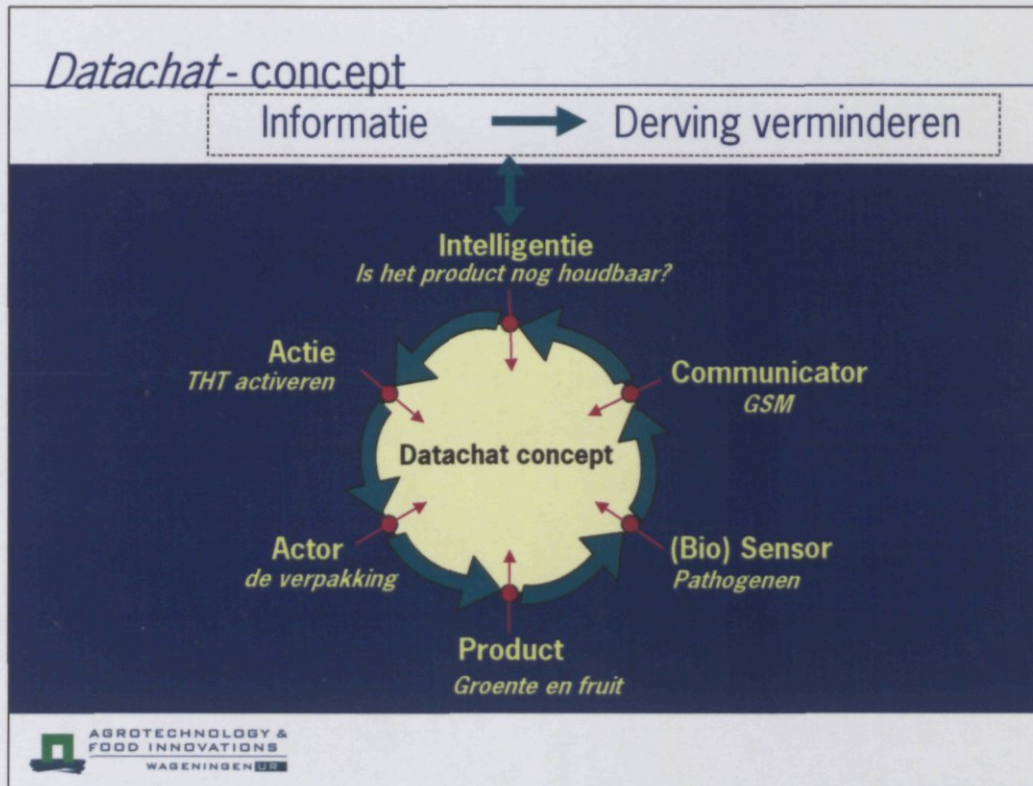 Datachat - concept
Informatie Derving verminderen
Intelligentie
Is het product nog houdbaar?
Actie
THT activeren
Communicator
GSM
Datachat concept
Actor
de verpakking
(Bio) Sensor
Pathogenen
Product
Groente en fruit
AGROTECHNOLOGY &
FOOD INNOVATIONS
WAGENINGEN UR